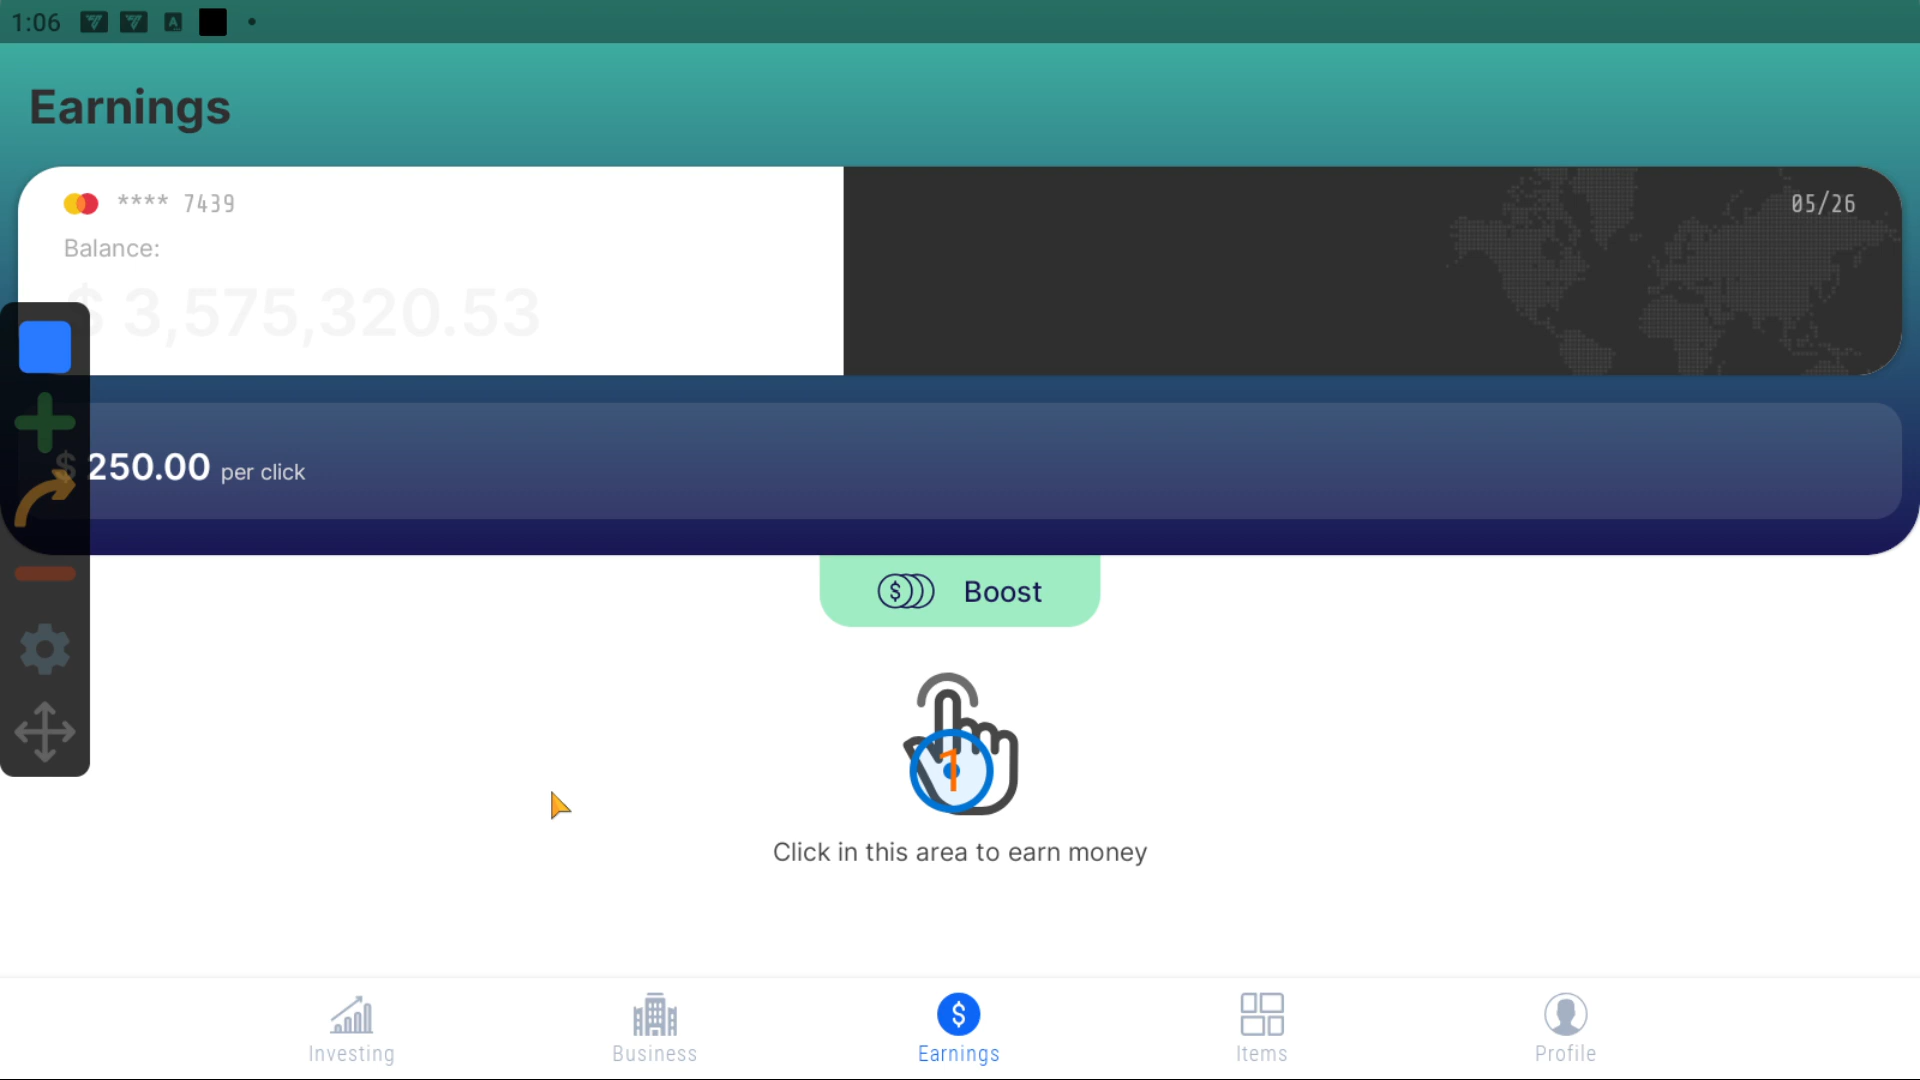 1:06
Earnings
**** 7439
05/26
Balance:
$ 3,575,320.53
$ 250.00 per click
Boost
1
Click in this area to earn money
Investing
Business
Earnings
Items
Profile